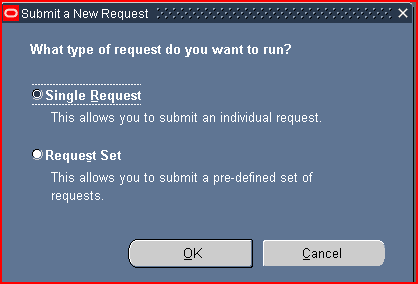 Submit a New Request
What type of request do you want to run?
Single Request
This allows you to submit an individual request.
Request Set
This allows you to submit a pre-defined set of
requests.
OK
Cancel